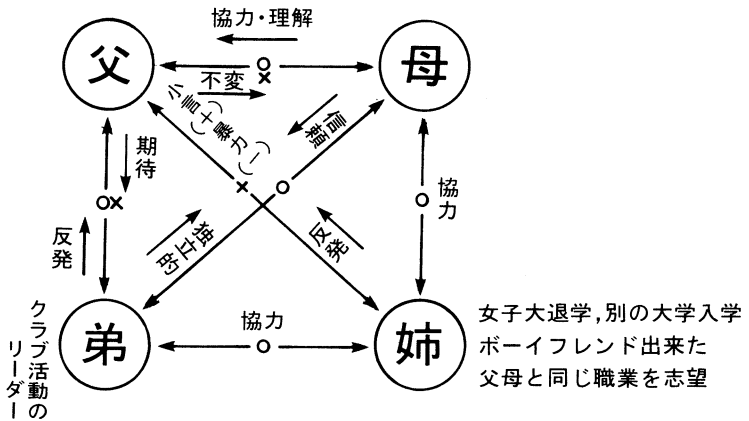 協力・理解
父
母
不変
小言(+)
暴力(−)
信頼
期待
反発
独立的
反発
協力
協力
弟
姉
クラブ活動の
リーダー
女子大退学,別の大学入学
ボーイフレンド出来た
父母と同じ職業を志望